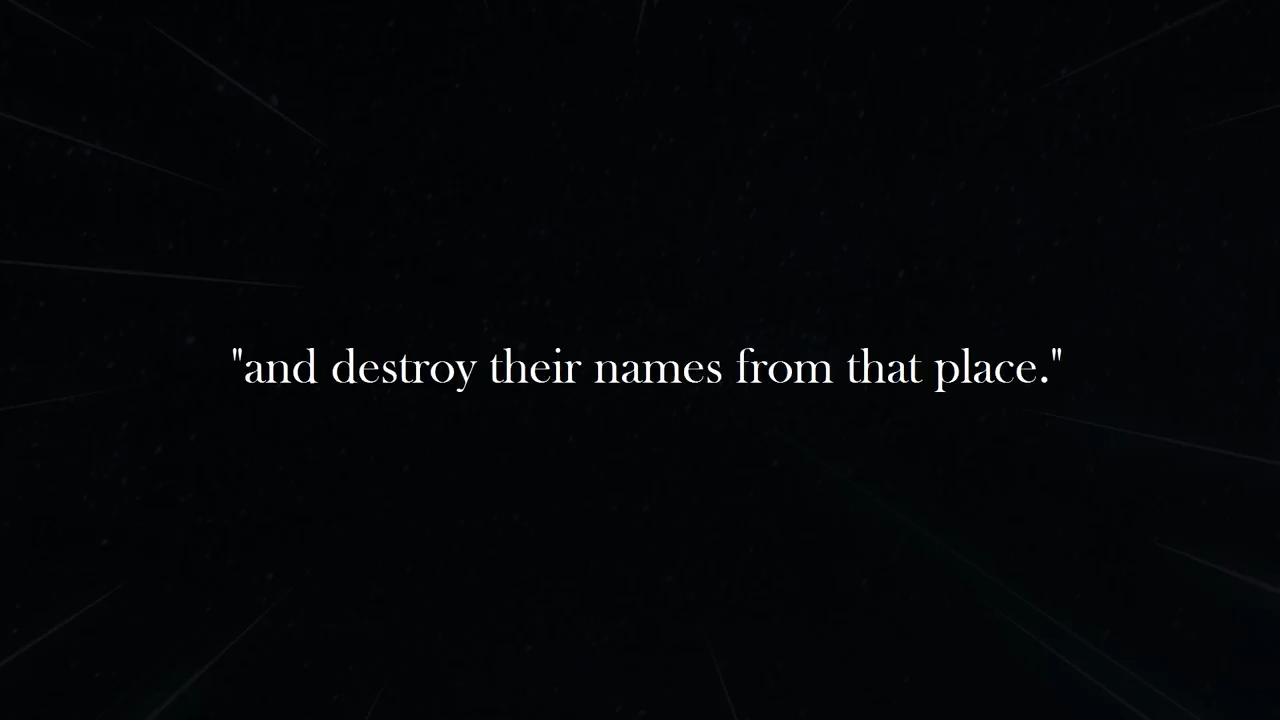 "and destroy their names from that place."